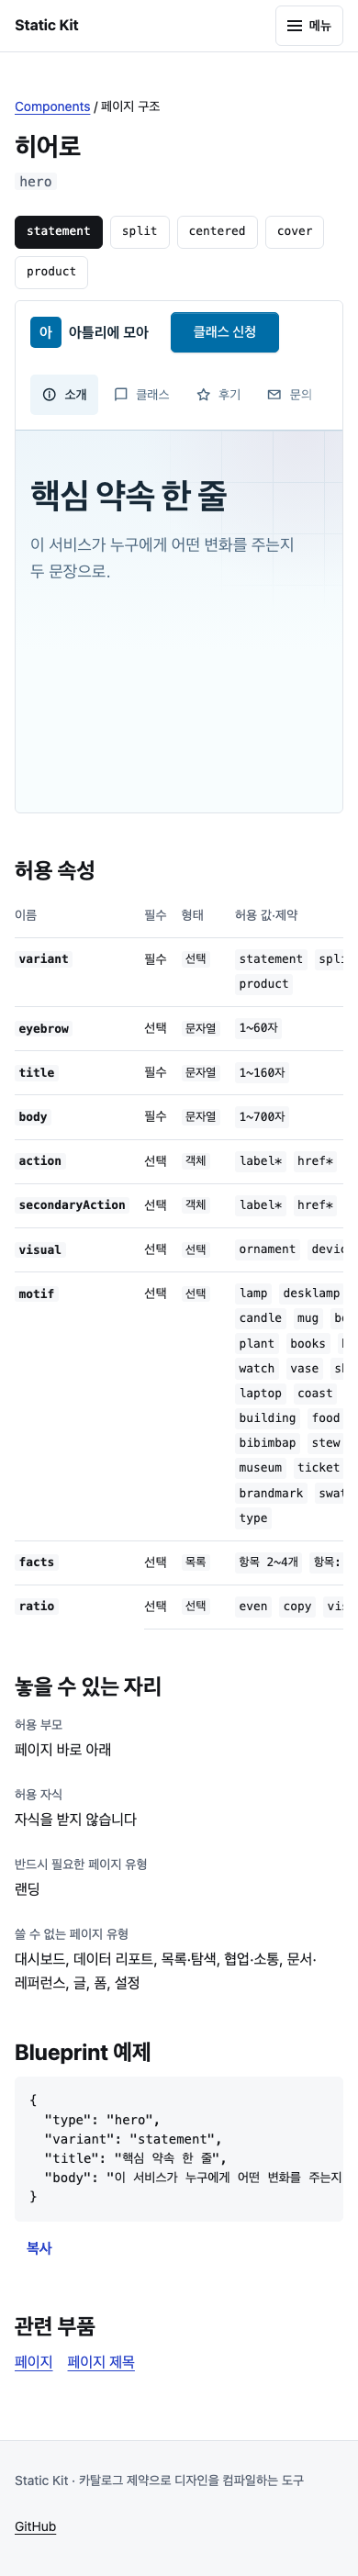 Static Kit
메뉴
Components / 페이지 구조
히어로
hero
statement split centered cover
product
아 아틀리에 모아 클래스 신청
소개 클래스 후기 문의
핵심 약속 한 줄
이 서비스가 누구에게 어떤 변화를 주는지
두 문장으로.
허용 속성
이름 필수 형태 허용 값·제약
variant 필수 선택 statement
product
eyebrow 선택 문자열 1~60자
title 필수 문자열 1~160자
body 필수 문자열 1~700자
action 선택 객체 label* href*
secondaryAction 선택 객체 label* href*
visual 선택 선택 ornament
motif 선택 선택 lamp desklamp
candle mug
plant books
watch vase
laptop coast
building food
bibimbap stew
museum ticket
brandmark
type
facts 선택 목록 항목 2~4개 항목:
ratio 선택 선택 even copy
놓을 수 있는 자리
허용 부모
페이지 바로 아래
허용 자식
자식을 받지 않습니다
반드시 필요한 페이지 유형
랜딩
쓸 수 없는 페이지 유형
대시보드, 데이터 리포트, 목록·탐색, 협업·소통, 문서·
레퍼런스, 글, 폼, 설정
Blueprint 예제
{
"type": "hero",
"variant": "statement",
"title": "핵심 약속 한 줄",
"body": "이 서비스가 누구에게 어떤 변화를 주는지
}
복사
관련 부품
페이지 페이지 제목
Static Kit · 카탈로그 제약으로 디자인을 컴파일하는 도구
GitHub